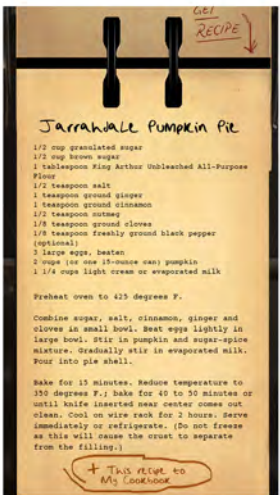 GET
RECIPE
Jarrahdale Pumpkin Pie
1/2 cup granulated sugar
1/2 cup brown sugar
1 tablespoon King Arthur Unbleached All-Purpose
Flour
1/2 teaspoon salt
1 teaspoon ground ginger
1 teaspoon ground cinnamon
1/2 teaspoon nutmeg
1/8 teaspoon ground cloves
1/8 teaspoon freshly ground black pepper
(optional)
3 large eggs, beaten
2 cups (or one 15-ounce can) pumpkin
1 1/4 cups light cream or evaporated milk
Preheat oven to 425 degrees F.
Combine sugar, salt, cinnamon, ginger and
cloves in small bowl. Beat eggs lightly in
large bowl. Stir in pumpkin and sugar-spice
mixture. Gradually stir in evaporated milk.
Pour into pie shell.
Bake for 15 minutes. Reduce temperature to
350 degrees F.; bake for 40 to 50 minutes or
until knife inserted near center comes out
clean. Cool on wire rack for 2 hours. Serve
immediately or refrigerate. (Do not freeze
as this will cause the crust to separate
from the filling.)
+ This recipe to
My Cookbook